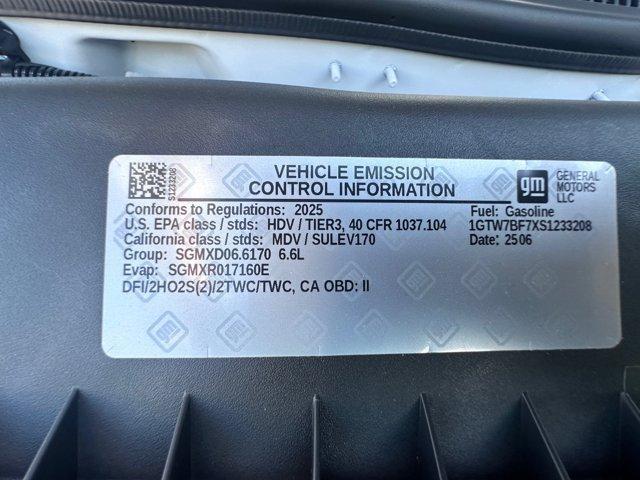 VEHICLE EMISSION
CONTROL INFORMATION
S1233208
gm
GENERAL
MOTORS
LLC
Conforms to Regulations: 2025
Fuel: Gasoline
U.S. EPA class / stds: HDV / TIER3, 40 CFR 1037.104
1GTW7BF7XS1233208
California class / stds: MDV / SULEV170
Date: 2506
Group: SGMXD06.6170 6.6L
Evap: SGMXR017160E
DFI/2HO2S(2)/2TWC/TWC, CA OBD: II